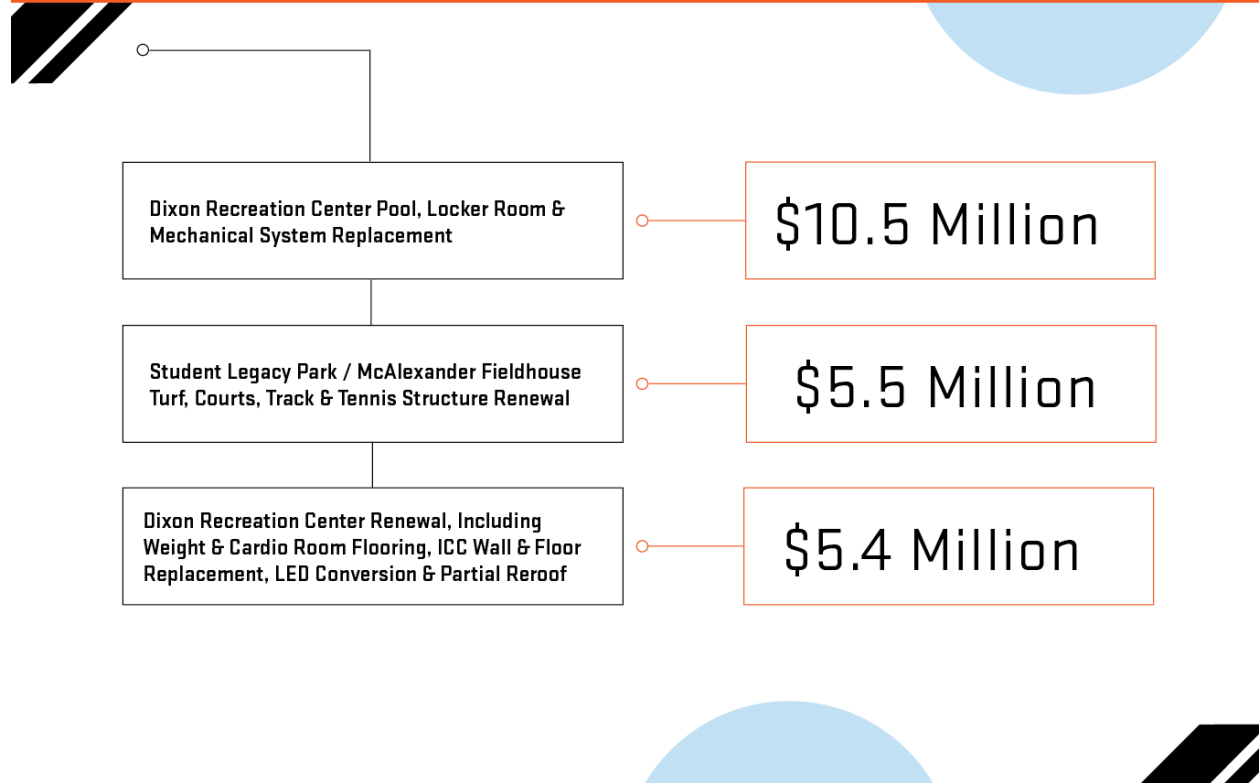 Dixon Recreation Center Pool, Locker Room &
Mechanical System Replacement
$10.5 Million
Student Legacy Park / McAlexander Fieldhouse
Turf, Courts, Track & Tennis Structure Renewal
$5.5 Million
Dixon Recreation Center Renewal, Including
Weight & Cardio Room Flooring, ICC Wall & Floor
Replacement, LED Conversion & Partial Reroof
$5.4 Million